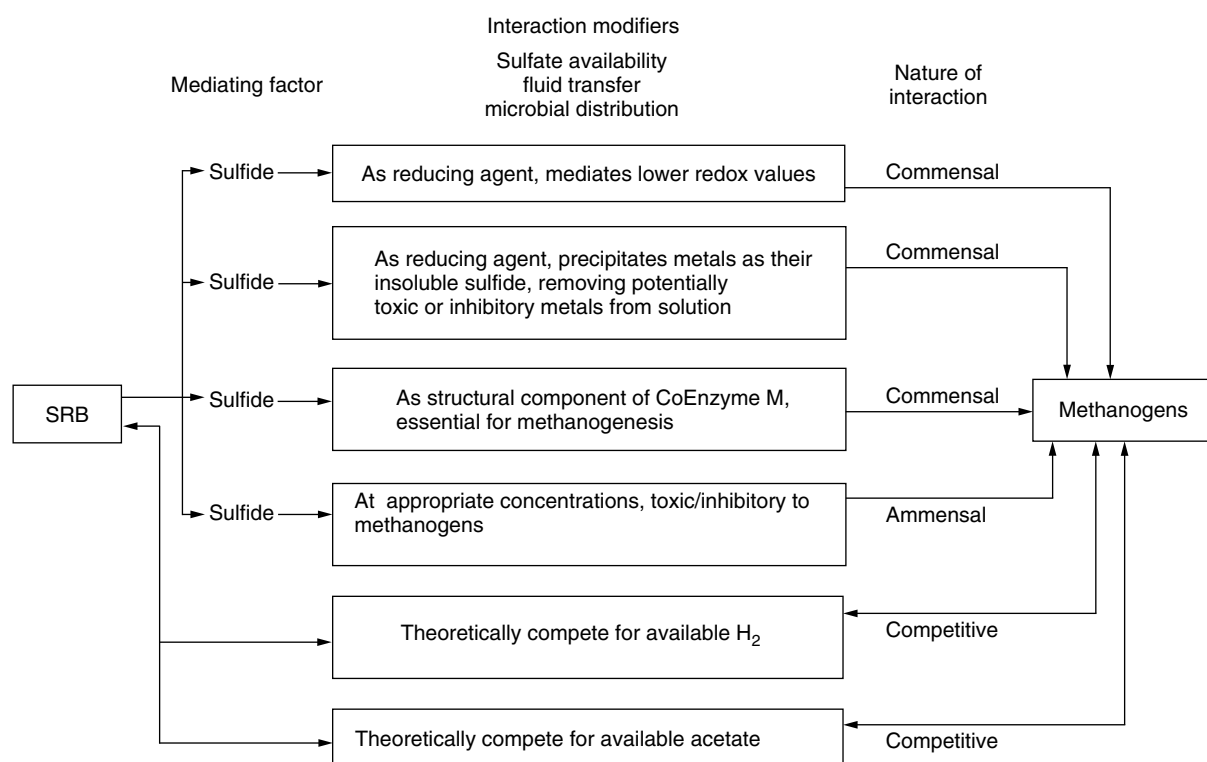 Interaction modifiers
Mediating factor
Sulfate availability
fluid transfer
microbial distribution
Nature of
interaction
Sulfide
As reducing agent, mediates lower redox values
Commensal
Sulfide
As reducing agent, precipitates metals as their
insoluble sulfide, removing potentially
toxic or inhibitory metals from solution
Commensal
SRB
Sulfide
As structural component of CoEnzyme M,
essential for methanogenesis
Commensal
Methanogens
Sulfide
At appropriate concentrations, toxic/inhibitory to
methanogens
Ammensal
Theoretically compete for available H2
Competitive
Theoretically compete for available acetate
Competitive